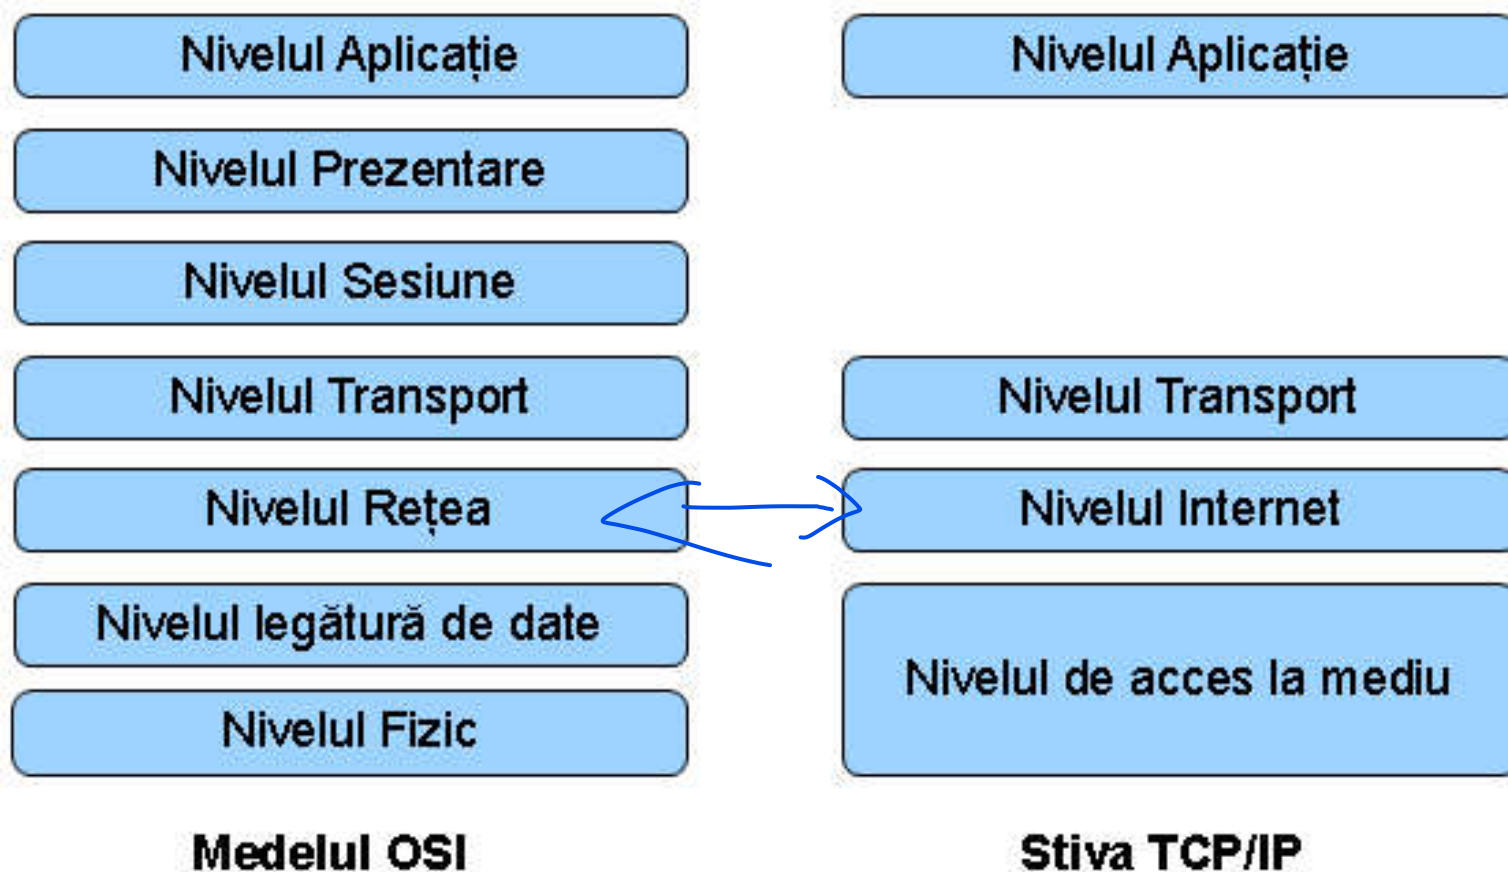 Nivelul Aplicație
Nivelul Prezentare
Nivelul Sesiune
Nivelul Transport
Nivelul Rețea
Nivelul legătură de date
Nivelul Fizic
Medelul OSI
Nivelul Aplicație
Nivelul Transport
Nivelul Internet
Nivelul de acces la mediu
Stiva TCP/IP